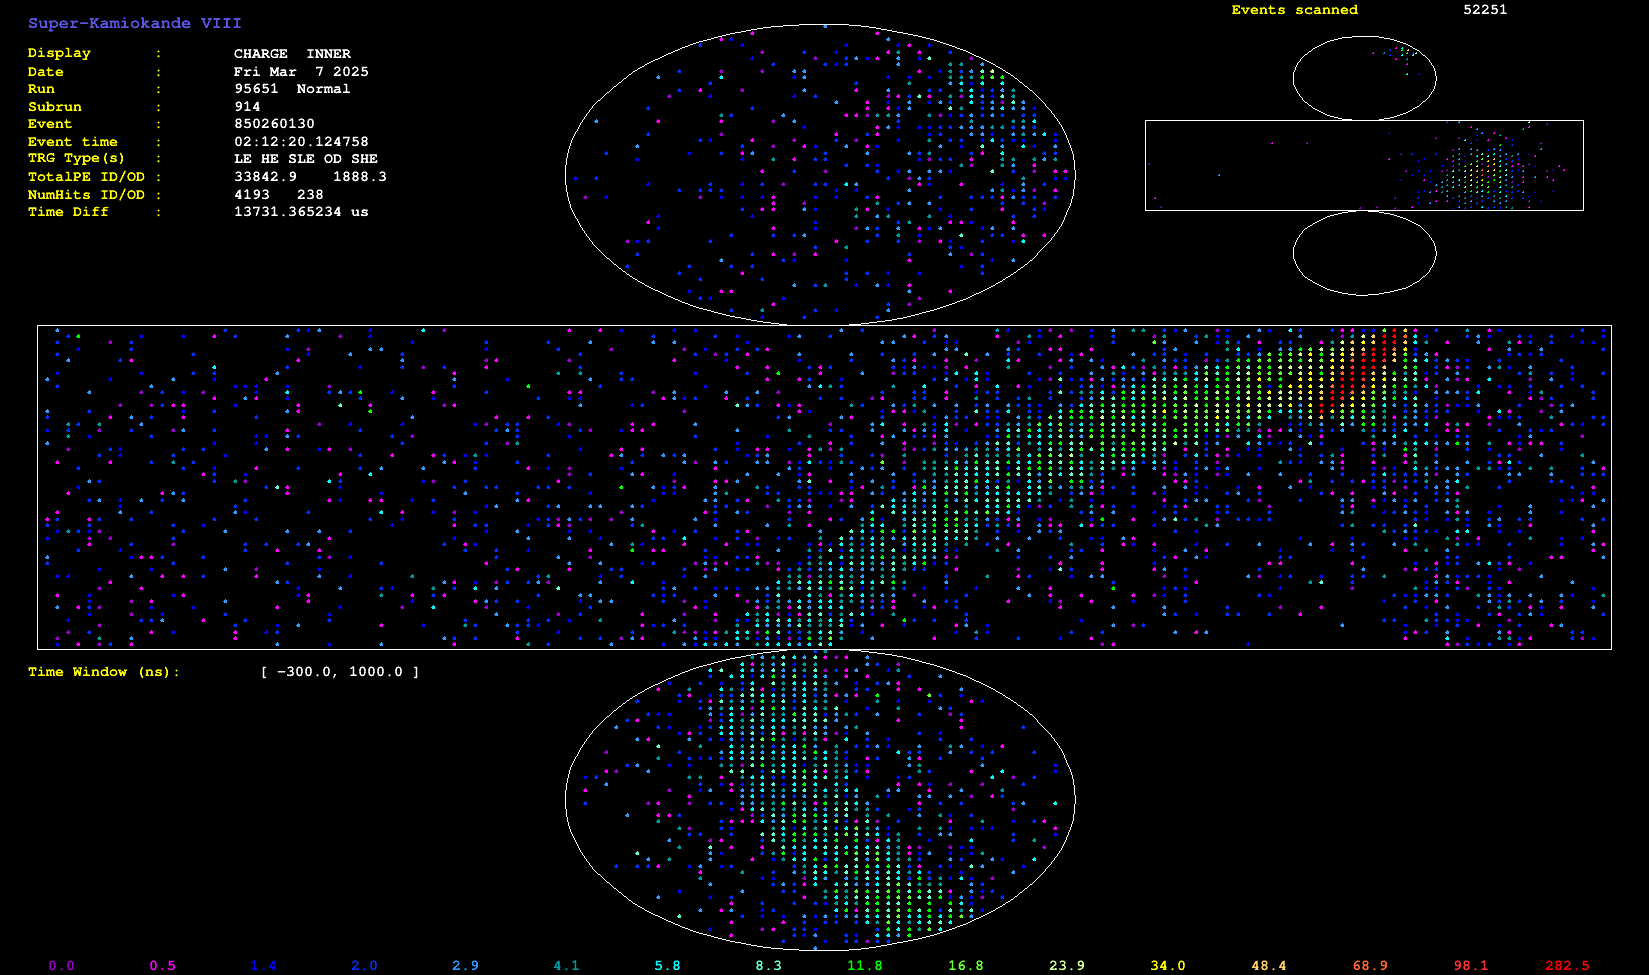 Super-Kamiokande VIII
Display : CHARGE INNER
Date : Fri Mar 7 2025
Run : 95651 Normal
Subrun : 914
Event : 850260130
Event time : 02:12:20.124758
TRG Type(s) : LE HE SLE OD SHE
TotalPE ID/OD : 33842.9 1888.3
NumHits ID/OD : 4193 238
Time Diff : 13731.365234 us
Events scanned 52251
Time Window (ns): [ -300.0, 1000.0 ]
0.0 0.5 1.4 2.0 2.9 4.1 5.8 8.3 11.8 16.8 23.9 34.0 48.4 68.9 98.1 282.5